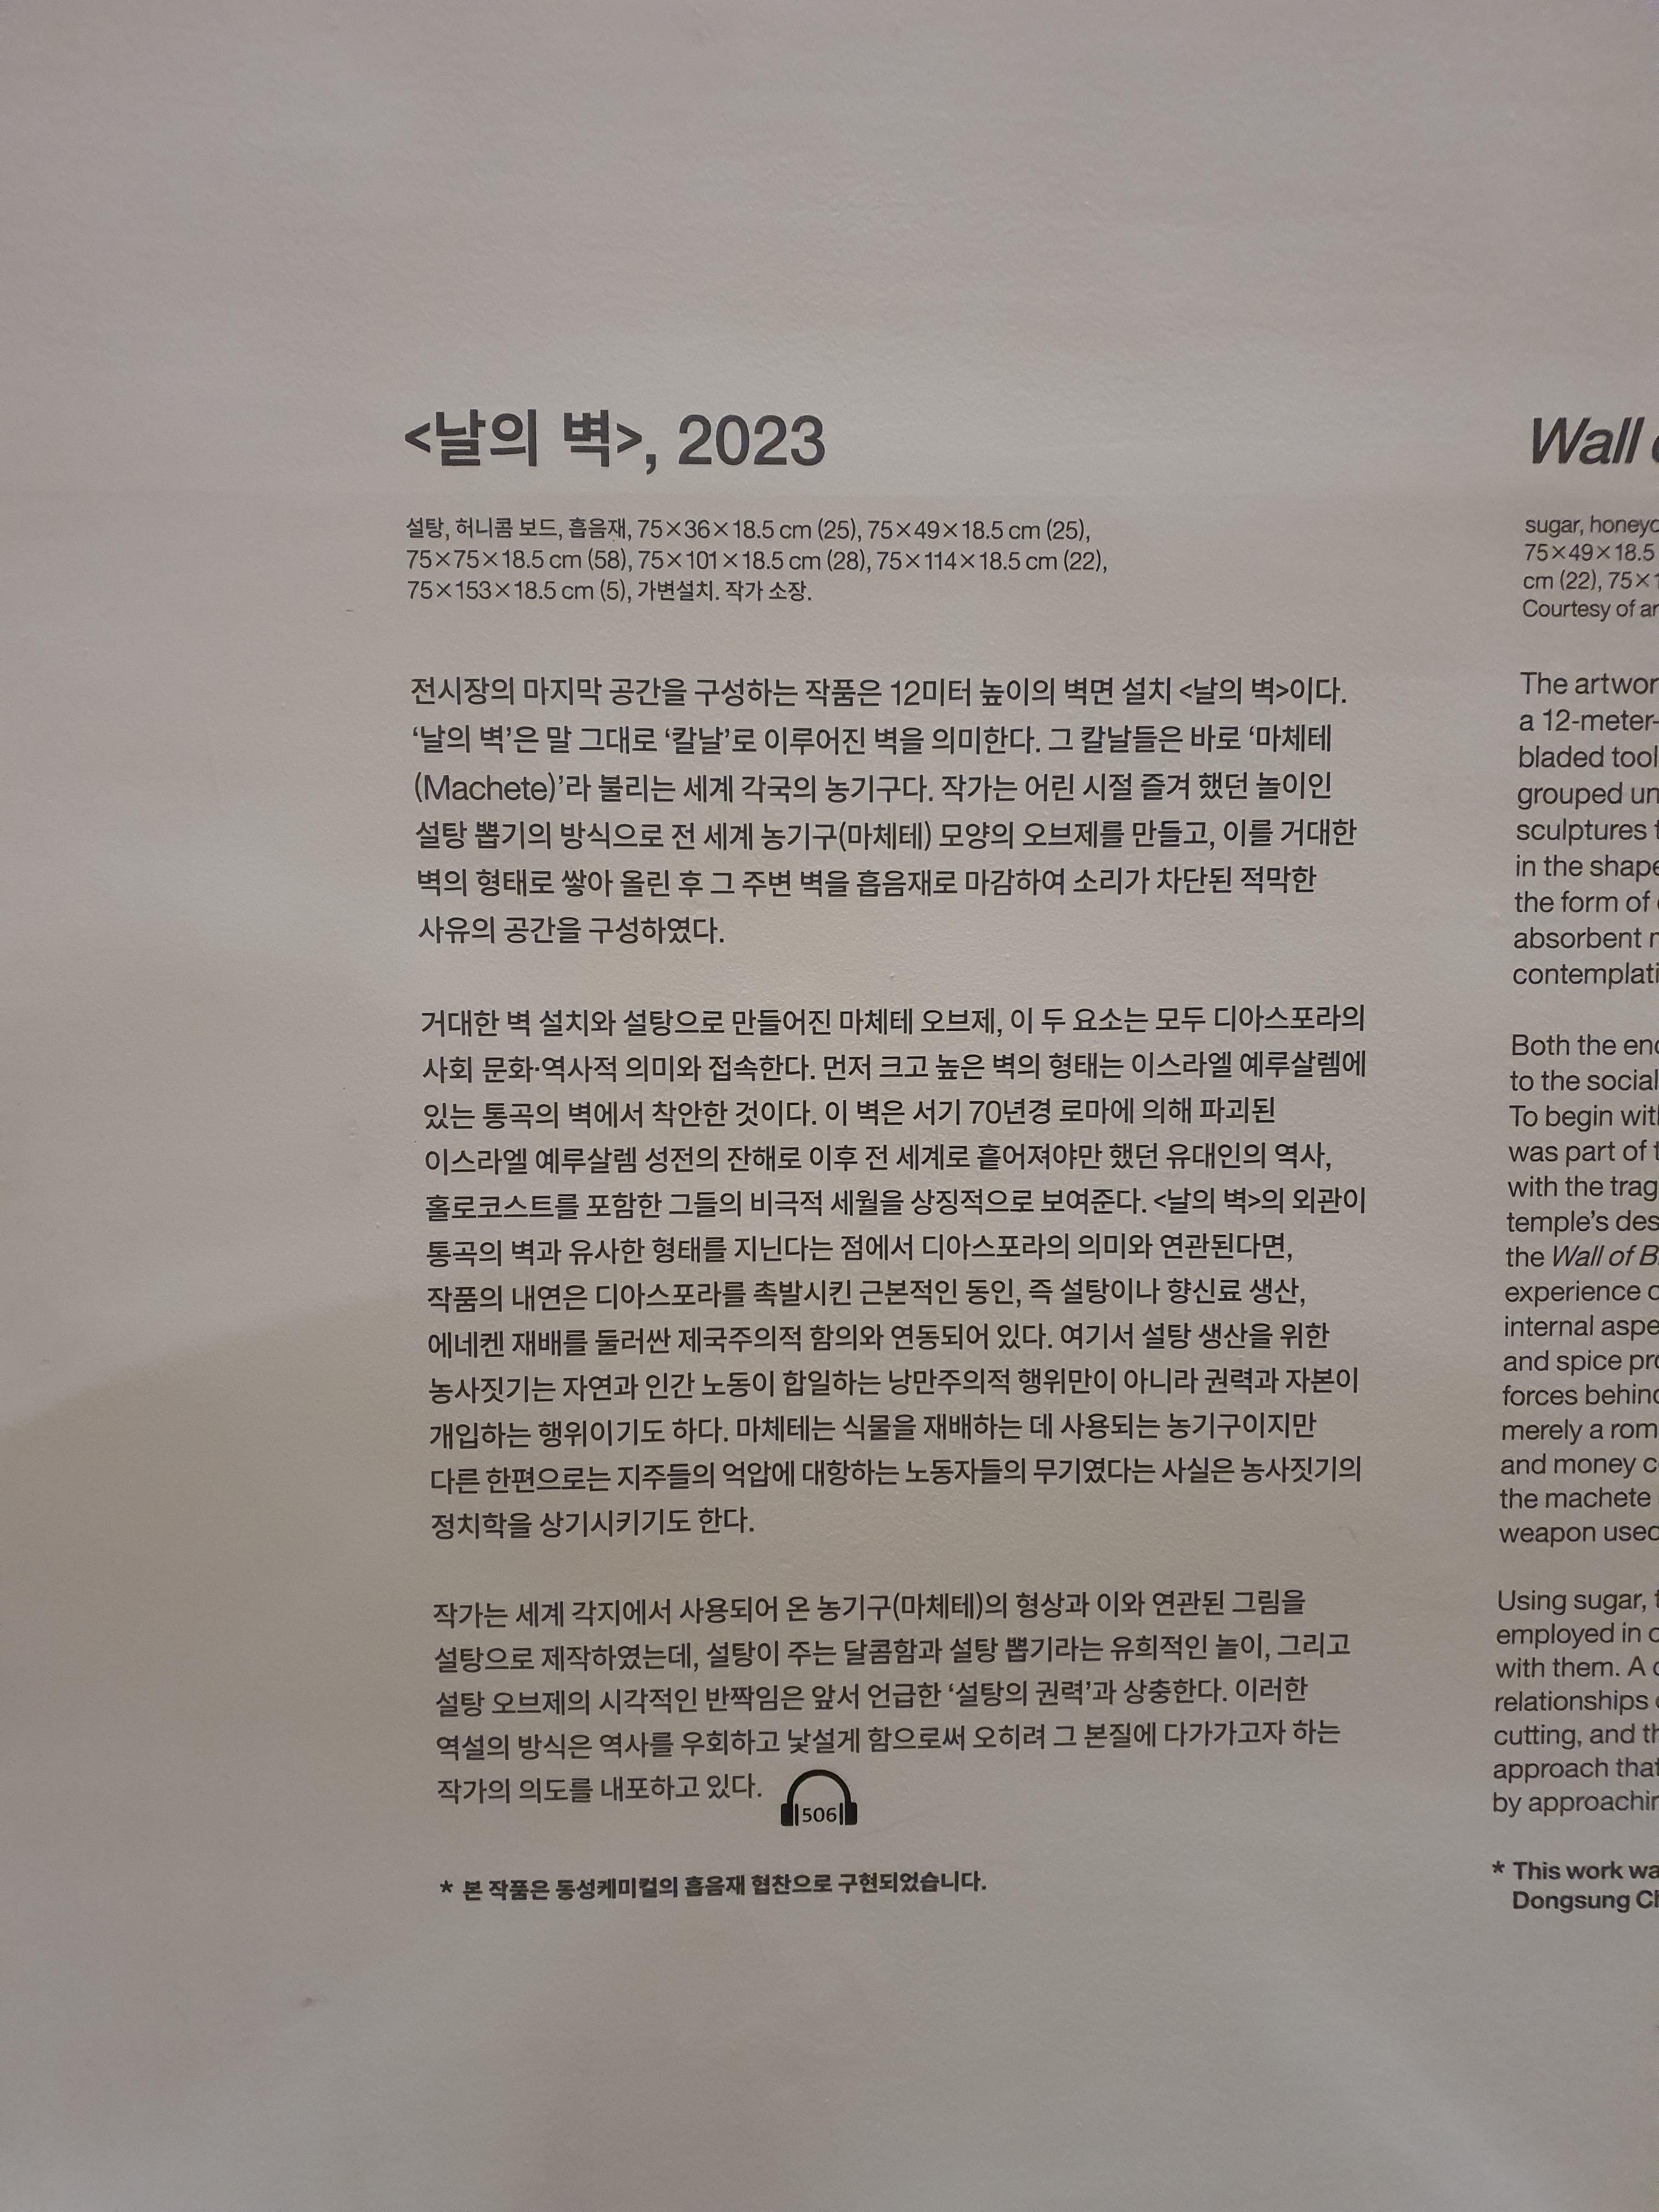 <날의 벽>, 2023
설탕, 허니콤 보드, 흡음재, 75×36×18.5 cm (25), 75×49×18.5 cm (25),
75×75×18.5 cm (58), 75×101×18.5 cm (28), 75×114×18.5 cm (22),
75×153×18.5 cm (5), 가변설치. 작가 소장.
전시장의 마지막 공간을 구성하는 작품은 12미터 높이의 벽면 설치 <날의 벽>이다.
‘날의 벽’은 말 그대로 ‘칼날’로 이루어진 벽을 의미한다. 그 칼날들은 바로 ‘마체테
(Machete)’라 불리는 세계 각국의 농기구다. 작가는 어린 시절 즐겨 했던 놀이인
설탕 뽑기의 방식으로 전 세계 농기구(마체테) 모양의 오브제를 만들고, 이를 거대한
벽의 형태로 쌓아 올린 후 그 주변 벽을 흡음재로 마감하여 소리가 차단된 적막한
사유의 공간을 구성하였다.
거대한 벽 설치와 설탕으로 만들어진 마체테 오브제, 이 두 요소는 모두 디아스포라의
사회 문화·역사적 의미와 접속한다. 먼저 크고 높은 벽의 형태는 이스라엘 예루살렘에
있는 통곡의 벽에서 착안한 것이다. 이 벽은 서기 70년경 로마에 의해 파괴된
이스라엘 예루살렘 성전의 잔해로 이후 전 세계로 흩어져야만 했던 유대인의 역사,
홀로코스트를 포함한 그들의 비극적 세월을 상징적으로 보여준다. <날의 벽>의 외관이
통곡의 벽과 유사한 형태를 지닌다는 점에서 디아스포라의 의미와 연관된다면,
작품의 내연은 디아스포라를 촉발시킨 근본적인 동인, 즉 설탕이나 향신료 생산,
에네켄 재배를 둘러싼 제국주의적 함의와 연동되어 있다. 여기서 설탕 생산을 위한
농사짓기는 자연과 인간 노동이 합일하는 낭만주의적 행위만이 아니라 권력과 자본이
개입하는 행위이기도 하다. 마체테는 식물을 재배하는 데 사용되는 농기구이지만
다른 한편으로는 지주들의 억압에 대항하는 노동자들의 무기였다는 사실은 농사짓기의
정치학을 상기시키기도 한다.
작가는 세계 각지에서 사용되어 온 농기구(마체테)의 형상과 이와 연관된 그림을
설탕으로 제작하였는데, 설탕이 주는 달콤함과 설탕 뽑기라는 유희적인 놀이, 그리고
설탕 오브제의 시각적인 반짝임은 앞서 언급한 ‘설탕의 권력’과 상충한다. 이러한
역설의 방식은 역사를 우회하고 낯설게 함으로써 오히려 그 본질에 다가가고자 하는
작가의 의도를 내포하고 있다. 506
* 본 작품은 동성케미컬의 흡음재 협찬으로 구현되었습니다.
Wall
sugar,
75×49×18.5
cm (22),
Courtesy of
The
a 12-meter-
bladed tool
grouped
sculptures
in the shape
the form of
absorbent
Both the
to the social
To begin
was part of
with the
temple's
the Wall of
experience
internal
and spice
forces
merely a
and money
the machete
weapon used
Using sugar,
employed in
with them. A
relationships
cutting, and
approach that
by
* This work
Dongsung